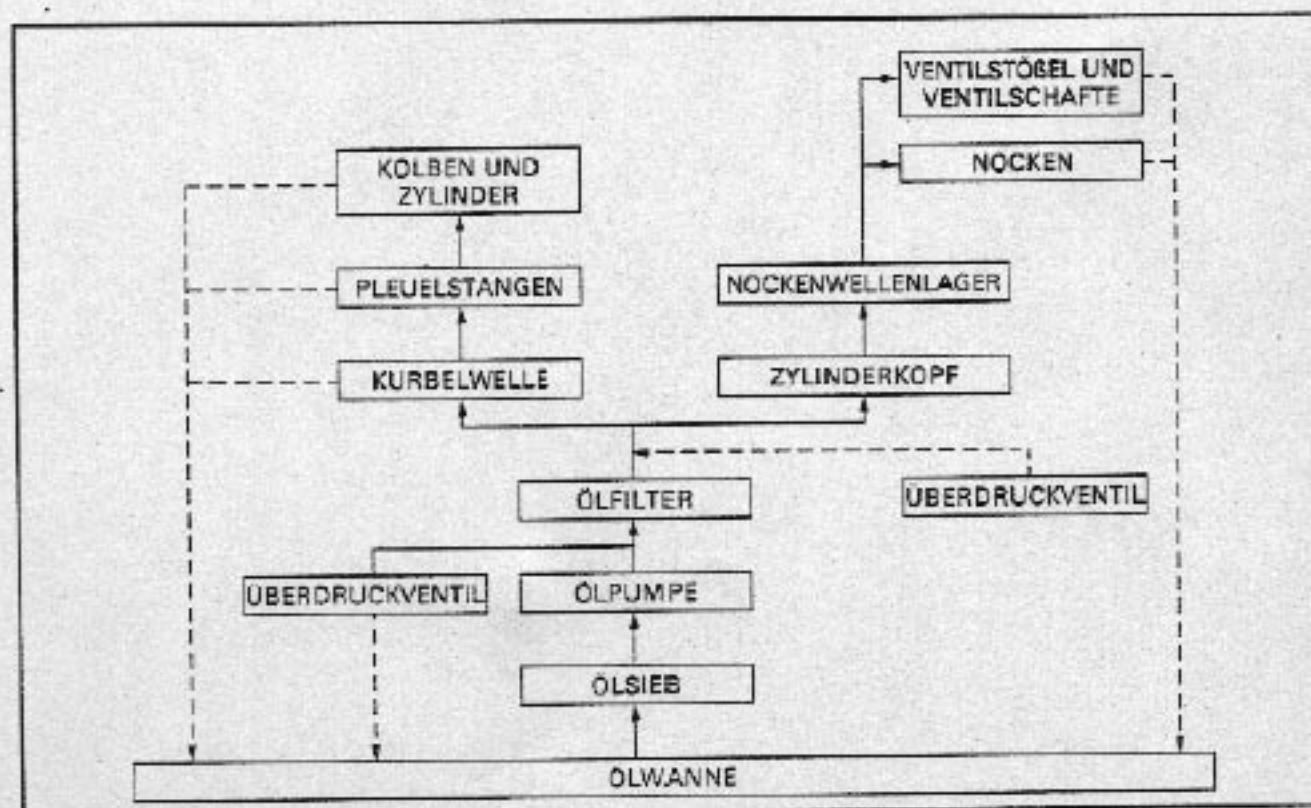 VENTILSTÖßEL UND
VENTILSCHAFTE
KOLBEN UND
ZYLINDER
NOCKEN
PLEUELSTANGEN
NOCKENWELLENLAGER
KURBELWELLE
ZYLINDERKOPF
ÖLFILTER
ÜBERDRUCKVENTIL
ÜBERDRUCKVENTIL
ÖLPUMPE
ÖLSIEB
ÖLWANNE